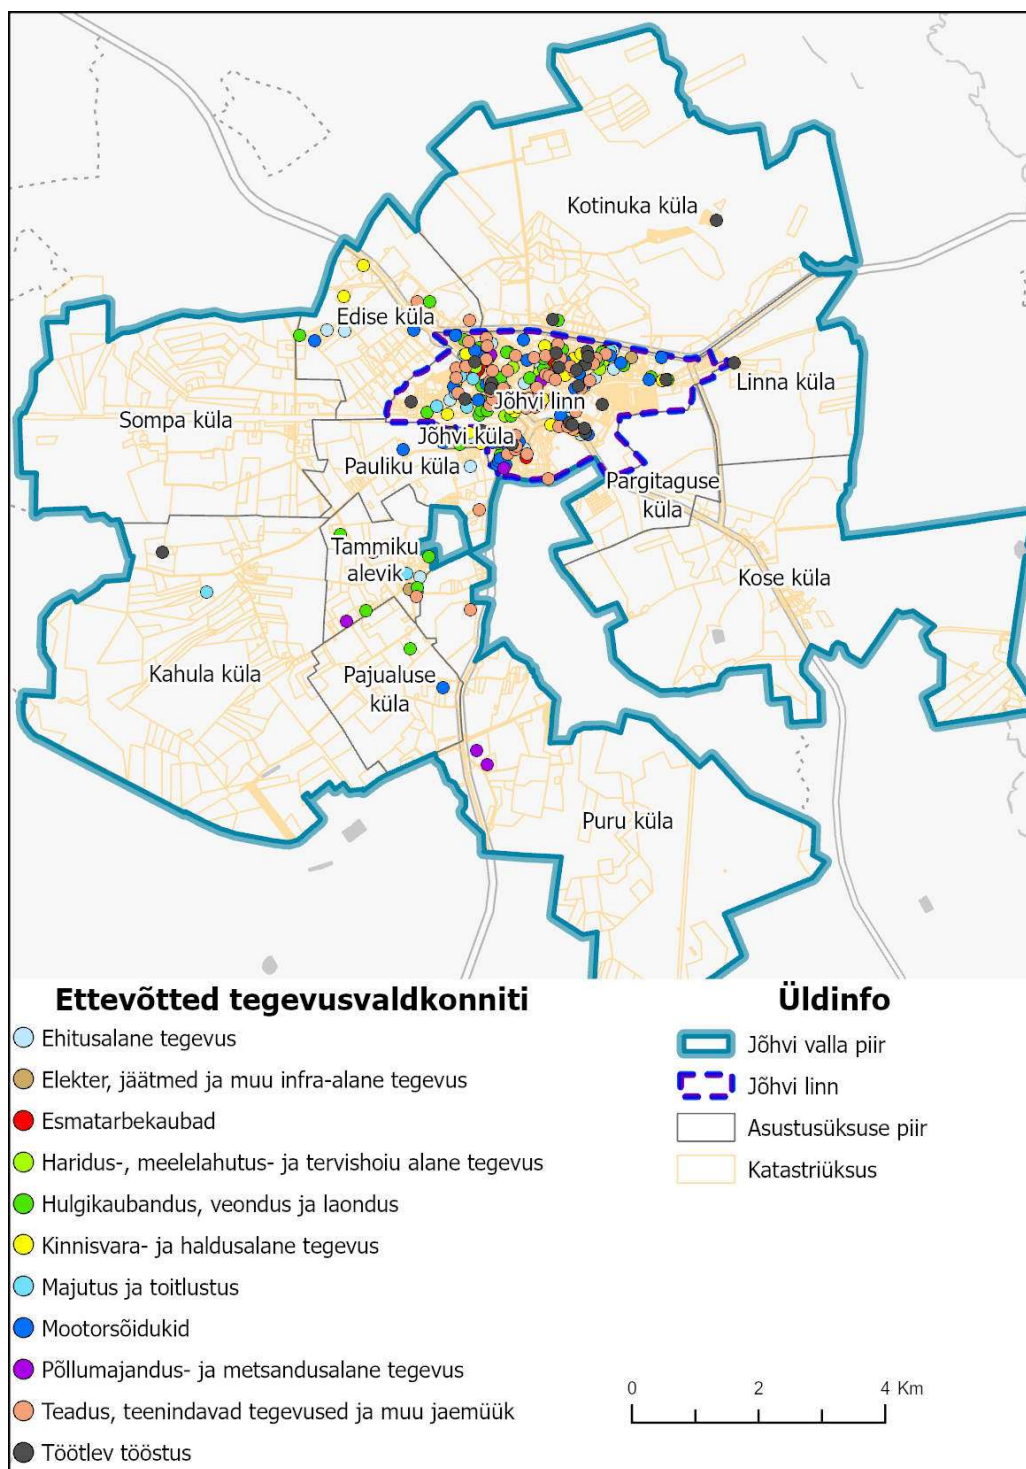 Kotinuka küla
Edise küla
Linna küla
Jõhvi linn
Sompa küla
Jõhvi küla
Pauliku küla
Pargitaguse
küla
Tammiku
alevik
Kose küla
Kahula küla
Pajualuse
küla
Puru küla
Ettevõtted tegevusvaldkonniti
Ehitusalane tegevus
Elekter, jäätmed ja muu infra-alane tegevus
Esmatarbekaubad
Haridus-, meelelahutus- ja tervishoiu alane tegevus
Hulgikaubandus, veondus ja laondus
Kinnisvara- ja haldusalane tegevus
Majutus ja toitlustus
Mootorsõidukid
Põllumajandus- ja metsandusalane tegevus
Teadus, teenindavad tegevused ja muu jaemüük
Töötlev tööstus
Üldinfo
Jõhvi valla piir
Jõhvi linn
Asustusüksuse piir
Katastriüksus
0 2 4 Km